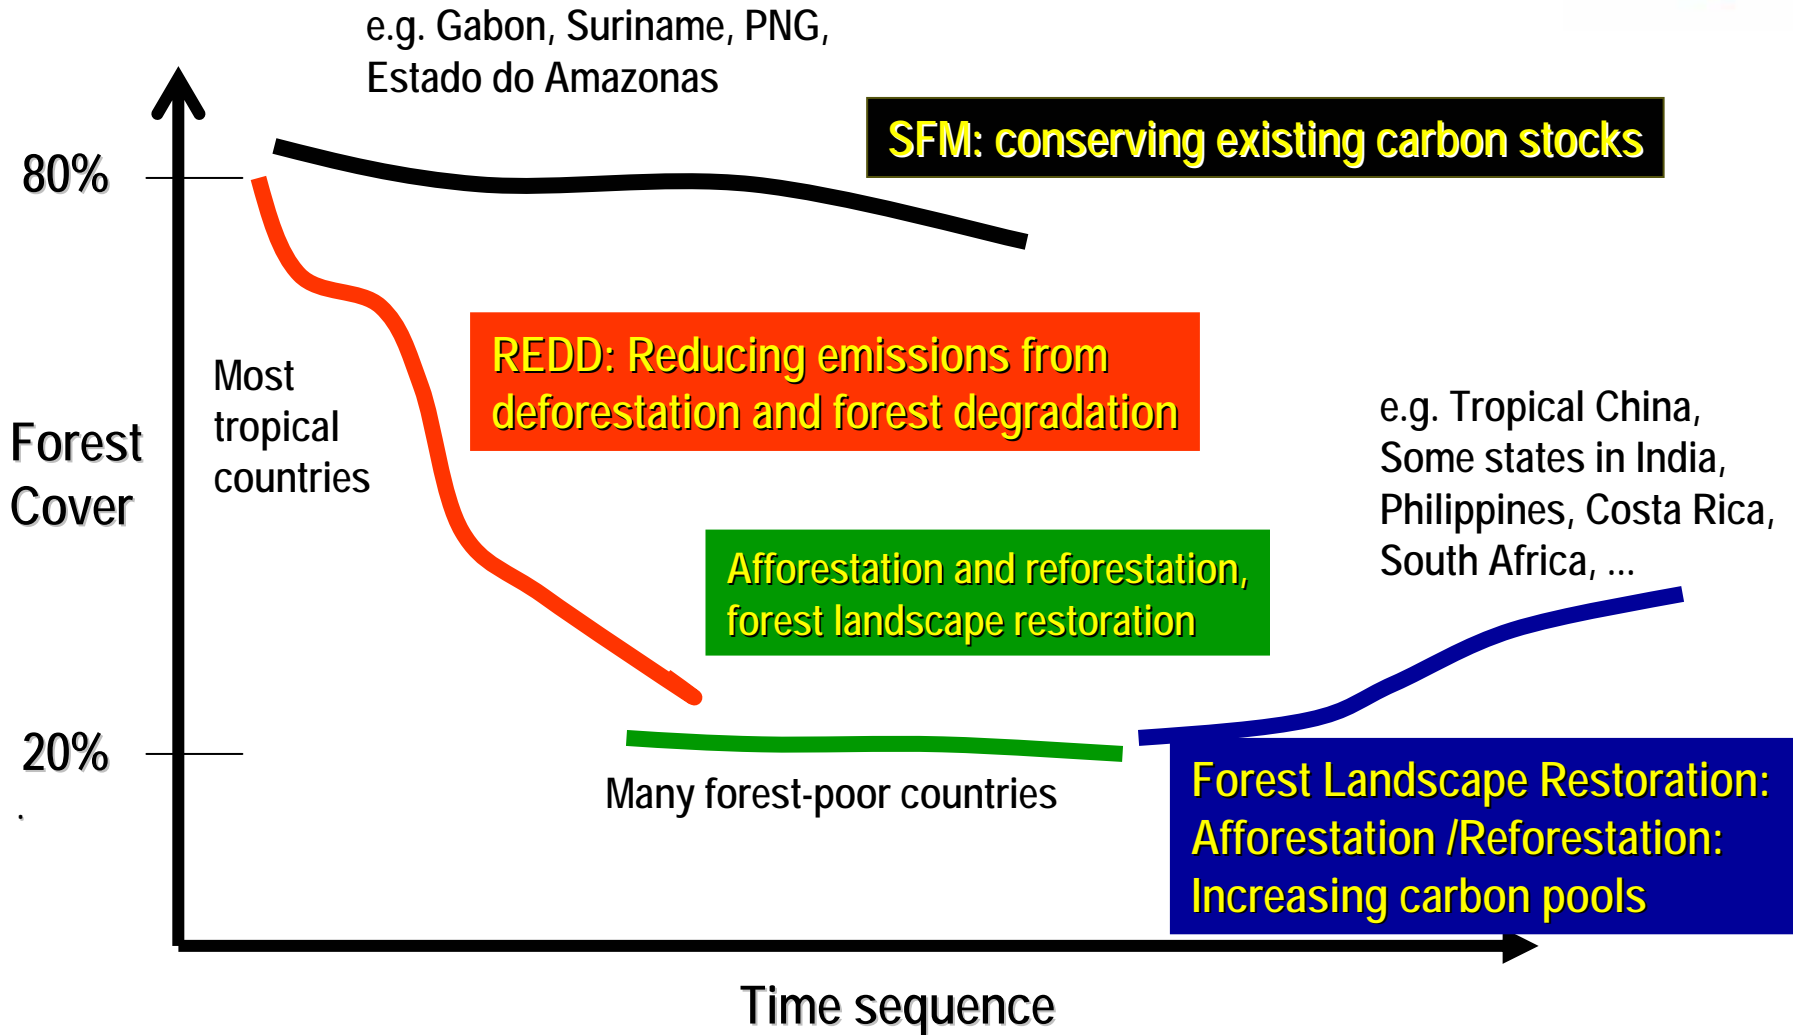 e.g. Gabon, Suriname, PNG,
Estado do Amazonas
SFM: conserving existing carbon stocks
80%
REDD: Reducing emissions from
deforestation and forest degradation
Most
tropical
countries
Forest
Cover
e.g. Tropical China,
Some states in India,
Philippines, Costa Rica,
South Africa, ...
Afforestation and reforestation,
forest landscape restoration
20%
.
Many forest-poor countries
Forest Landscape Restoration:
Afforestation /Reforestation:
Increasing carbon pools
Time sequence